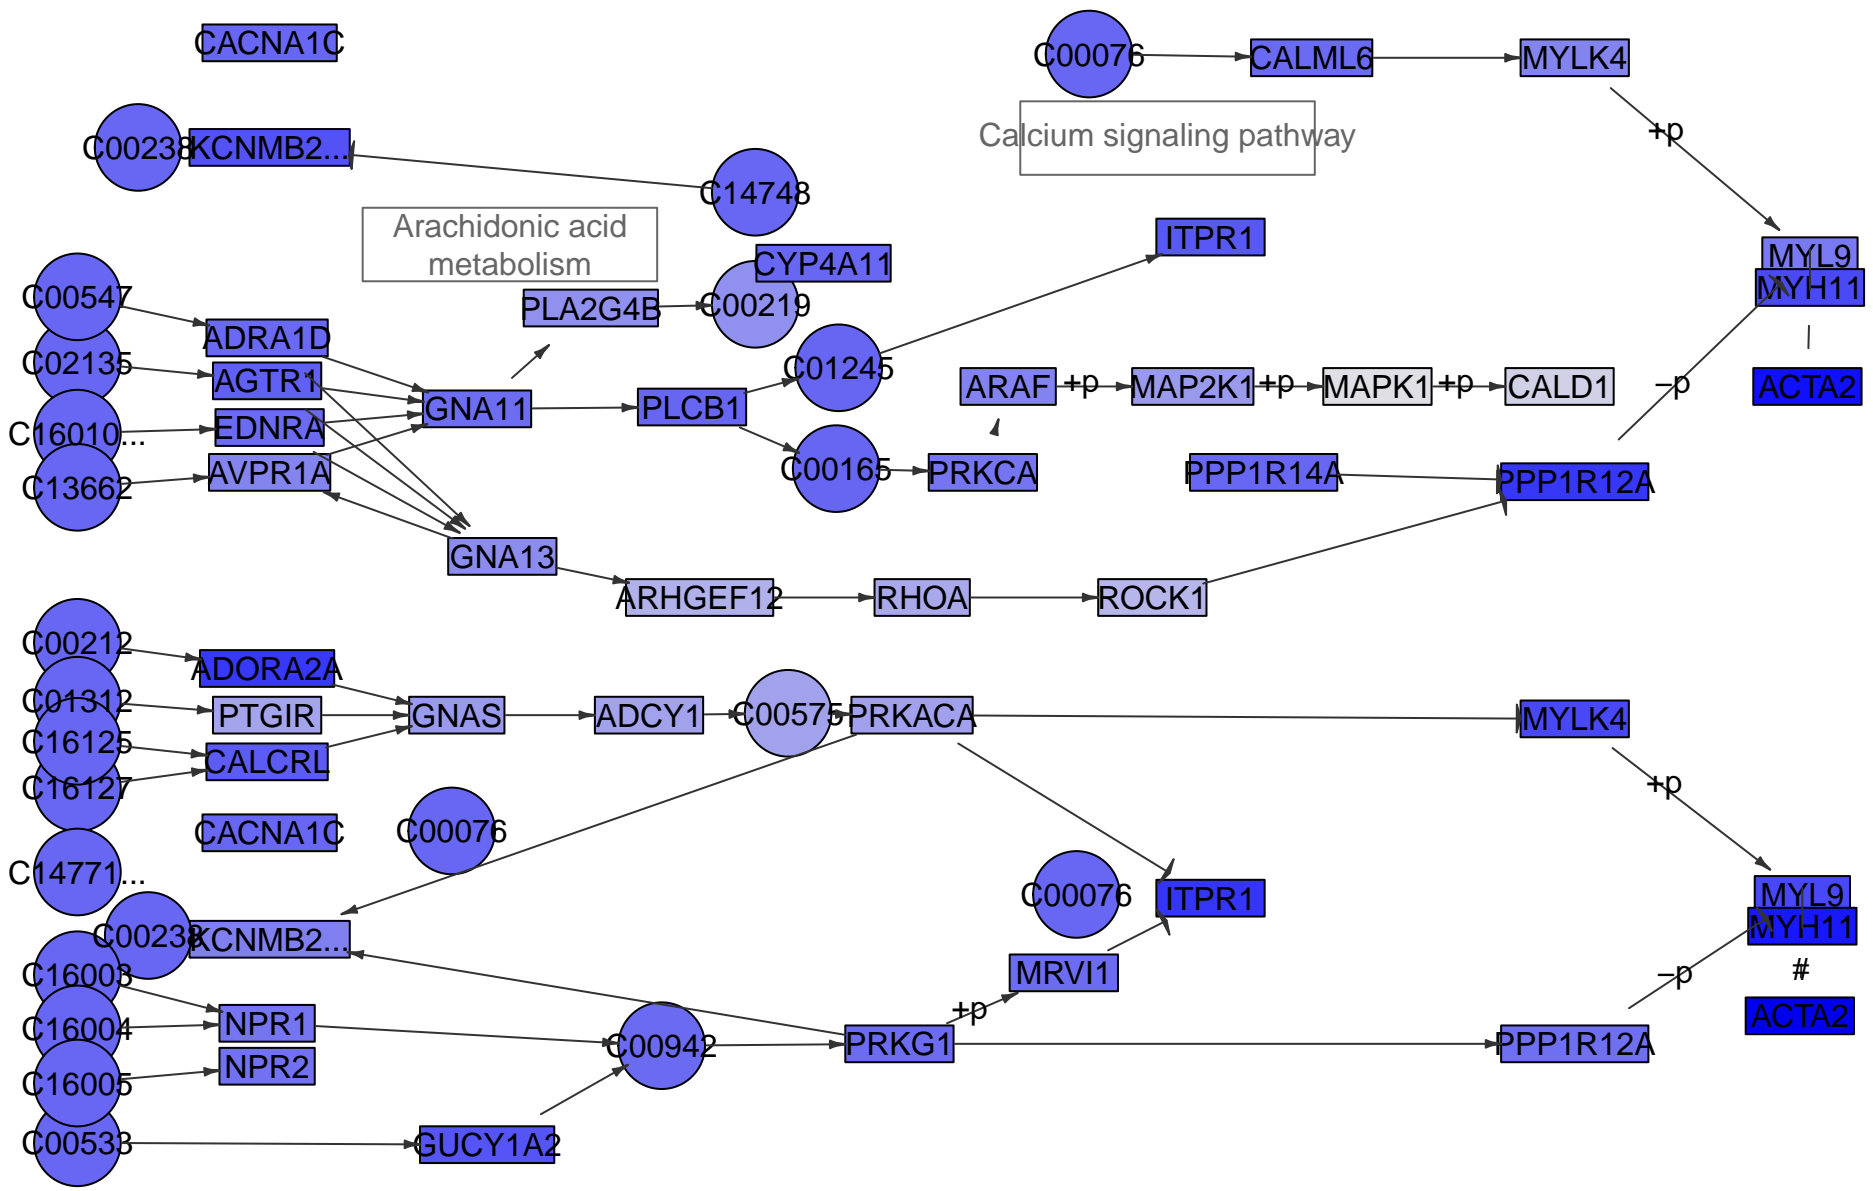 CACNA1C
C00076
CALML6
MYLK4
+p
C00238
KCNMB2...
Calcium signaling pathway
C14748
Arachidonic acid
metabolism
ITPR1
CYP4A11
MYL9
MYH11
C00547
PLA2G4B
C00219
ADRA1D
C02135
AGTR1
C01245
ARAF
+p
MAP2K1
+p
MAPK1
+p
CALD1
–p
ACTA2
GNA11
PLCB1
C16010...
EDNRA
AVPR1A
C13662
C00165
PRKCA
PPP1R14A
PPP1R12A
GNA13
ARHGEF12
RHOA
ROCK1
C00212
ADORA2A
C01312
PTGIR
GNAS
ADCY1
C00575
PRKACA
MYLK4
C16125
CALCRL
C16127
+p
CACNA1C
C00076
C14771...
C00076
ITPR1
MYL9
MYH11
C00238
KCNMB2...
C16003
MRVI1
–p
#
+p
ACTA2
C16004
NPR1
C00942
PRKG1
PPP1R12A
NPR2
C16005
C00533
GUCY1A2